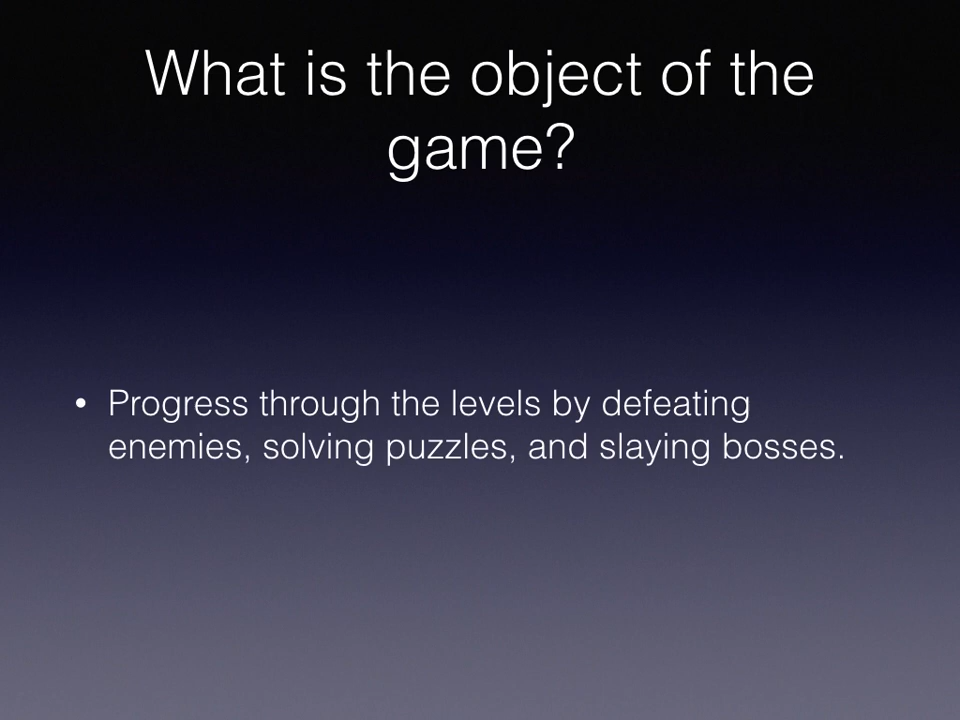 What is the object of the
game?
• Progress through the levels by defeating
enemies, solving puzzles, and slaying bosses.